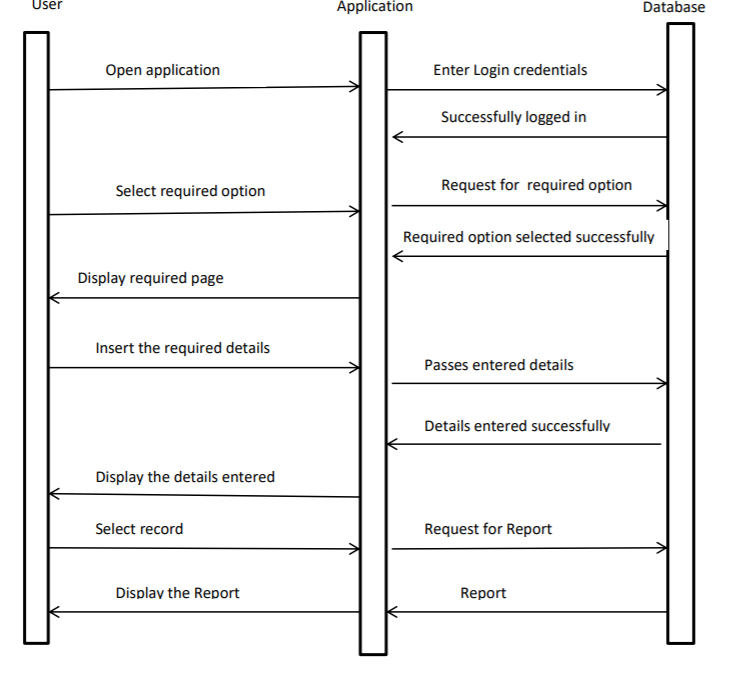 User Application Database
Open application Enter Login credentials
Successfully logged in
Select required option Request for required option
Required option selected successfully
Display required page
Insert the required details
Passes entered details
Details entered successfully
Display the details entered
Select record Request for Report
Display the Report Report